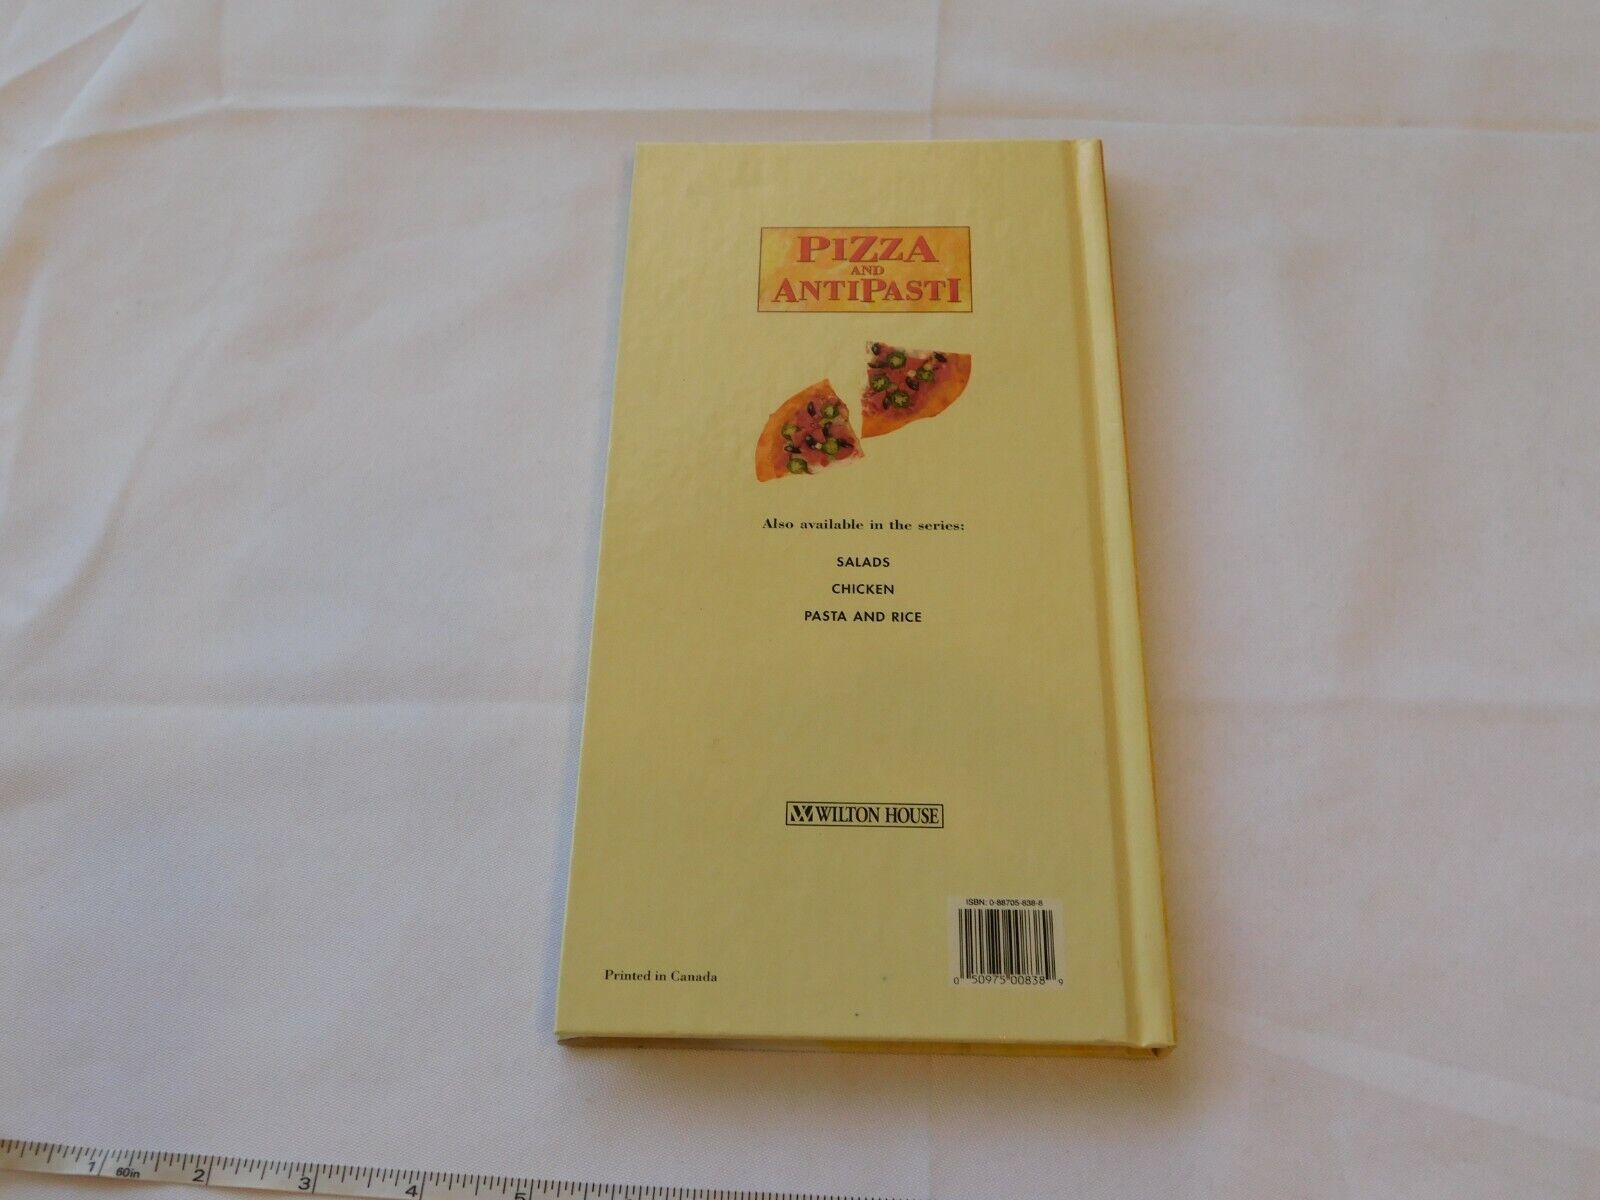 PIZZA
AND
ANTIPASTI
Also available in the series:
SALADS
CHICKEN
PASTA AND RICE
WILTON HOUSE
ISBN: 0-88705-838-8
0 50975 00838 9
Printed in Canada
1 60in 2 3 4 5